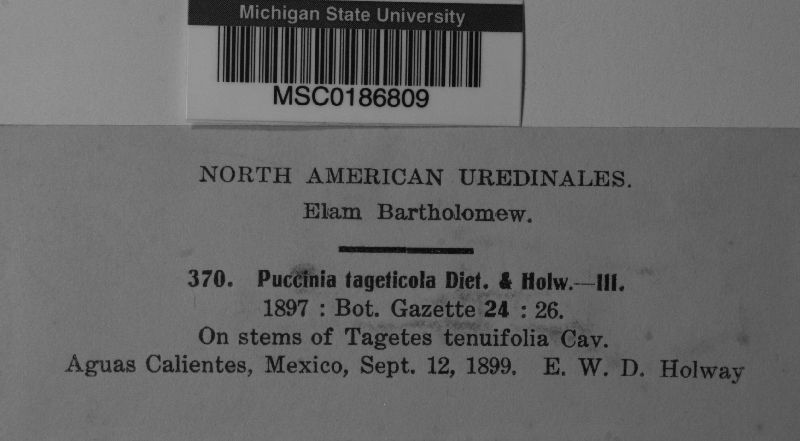 Michigan State University
MSC0186809
NORTH AMERICAN UREDINALES.
Elam Bartholomew.
370. Puccinia tageticola Diet. & Holw.—III.
1897 : Bot. Gazette 24 : 26.
On stems of Tagetes tenuifolia Cav.
Aguas Calientes, Mexico, Sept. 12, 1899. E. W. D. Holway